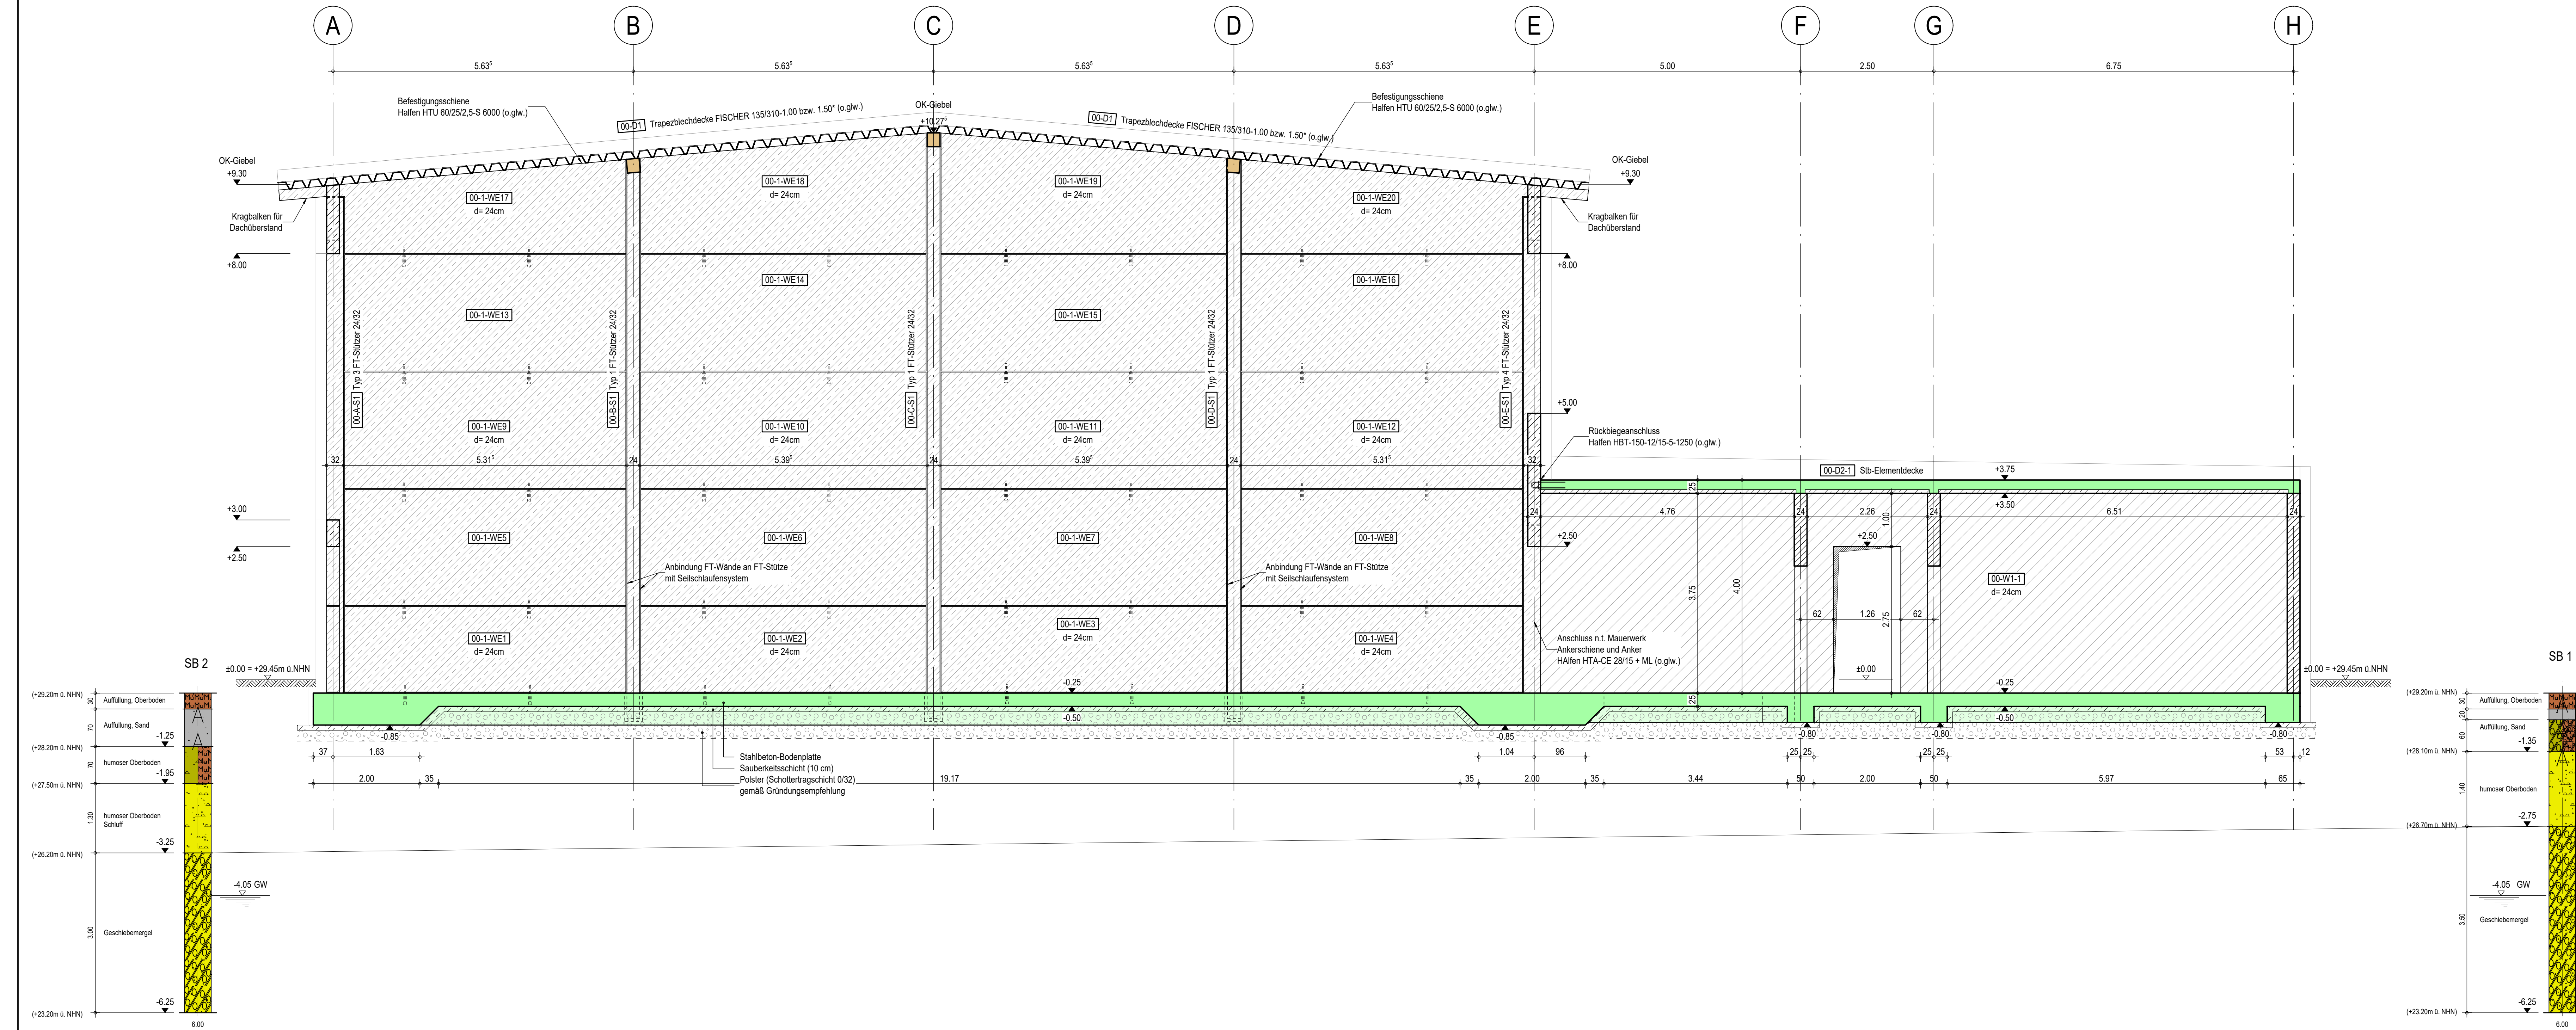 A
B
C
D
E
F
G
H
5.63⁵
5.63⁵
5.63⁵
5.63⁵
5.00
2.50
6.75
Befestigungsschiene
Halfen HTU 60/25/2,5-S 6000 (o.glw.)
00-D1 Trapezblechdecke FISCHER 135/310-1.00 bzw. 1.50* (o.glw.)
OK-Giebel
+10.27⁵
00-D1 Trapezblechdecke FISCHER 135/310-1.00 bzw. 1.50* (o.glw.)
Befestigungsschiene
Halfen HTU 60/25/2,5-S 6000 (o.glw.)
OK-Giebel
+9.30
OK-Giebel
+9.30
Kragbalken für
Dachüberstand
Kragbalken für
Dachüberstand
00-1-WE17
d= 24cm
00-1-WE18
d= 24cm
00-1-WE19
d= 24cm
00-1-WE20
d= 24cm
+8.00
+8.00
00-1-WE13
00-1-WE14
00-1-WE15
00-1-WE16
00-A-S1 Typ 3 FT-Stützer 24/32
00-B-S1 Typ 1 FT-Stützer 24/32
00-C-S1 Typ 1 FT-Stützer 24/32
00-D-S1 Typ 1 FT-Stützer 24/32
00-E-S1 Typ 4 FT-Stützer 24/32
+5.00
00-1-WE9
d= 24cm
00-1-WE10
d= 24cm
00-1-WE11
d= 24cm
00-1-WE12
d= 24cm
Rückbiegeanschluss
Halfen HBT-150-12/15-5-1250 (o.glw.)
32
5.31⁵
24
5.39⁵
24
5.39⁵
24
5.31⁵
32
00-D2-1 Stb-Elementdecke
+3.75
+3.50
25
+3.00
+2.50
24
4.76
24
2.26
1.00
24
6.51
24
+2.50
+2.50
00-1-WE5
00-1-WE6
00-1-WE7
00-1-WE8
Anbindung FT-Wände an FT-Stütze
mit Seilschlaufensystem
Anbindung FT-Wände an FT-Stütze
mit Seilschlaufensystem
3.75
4.00
00-W1-1
d= 24cm
62
1.26
2.75
62
00-1-WE1
d= 24cm
00-1-WE2
d= 24cm
00-1-WE3
d= 24cm
00-1-WE4
d= 24cm
Anschluss n.t. Mauerwerk
Ankerschiene und Anker
HAlfen HTA-CE 28/15 + ML (o.glw.)
±0.00
SB 2
±0.00 = +29.45m ü.NHN
±0.00 = +29.45m ü.NHN
SB 1
-0.25
-0.50
-0.25
25
-0.50
-0.85
-0.85
-0.80
-0.80
-0.80
37
1.63
1.04
96
25
25
25
25
53
12
2.00
35
19.17
35
2.00
35
3.44
50
2.00
50
5.97
65
Stahlbeton-Bodenplatte
Sauberkeitsschicht (10 cm)
Polster (Schottertragschicht 0/32)
gemäß Gründungsempfehlung
(+29.20m ü. NHN)
30
Auffüllung, Oberboden
70
Auffüllung, Sand
-1.25
(+28.20m ü. NHN)
70
humoser Oberboden
-1.95
(+27.50m ü. NHN)
1.30
humoser Oberboden
Schluff
-3.25
(+26.20m ü. NHN)
-4.05 GW
3.00
Geschiebemergel
-6.25
(+23.20m ü. NHN)
6.00
(+29.20m ü. NHN)
30
Auffüllung, Oberboden
20
60
Auffüllung, Sand
-1.35
(+28.10m ü. NHN)
1.40
humoser Oberboden
-2.75
(+26.70m ü. NHN)
-4.05 GW
3.50
Geschiebemergel
-6.25
(+23.20m ü. NHN)
6.00